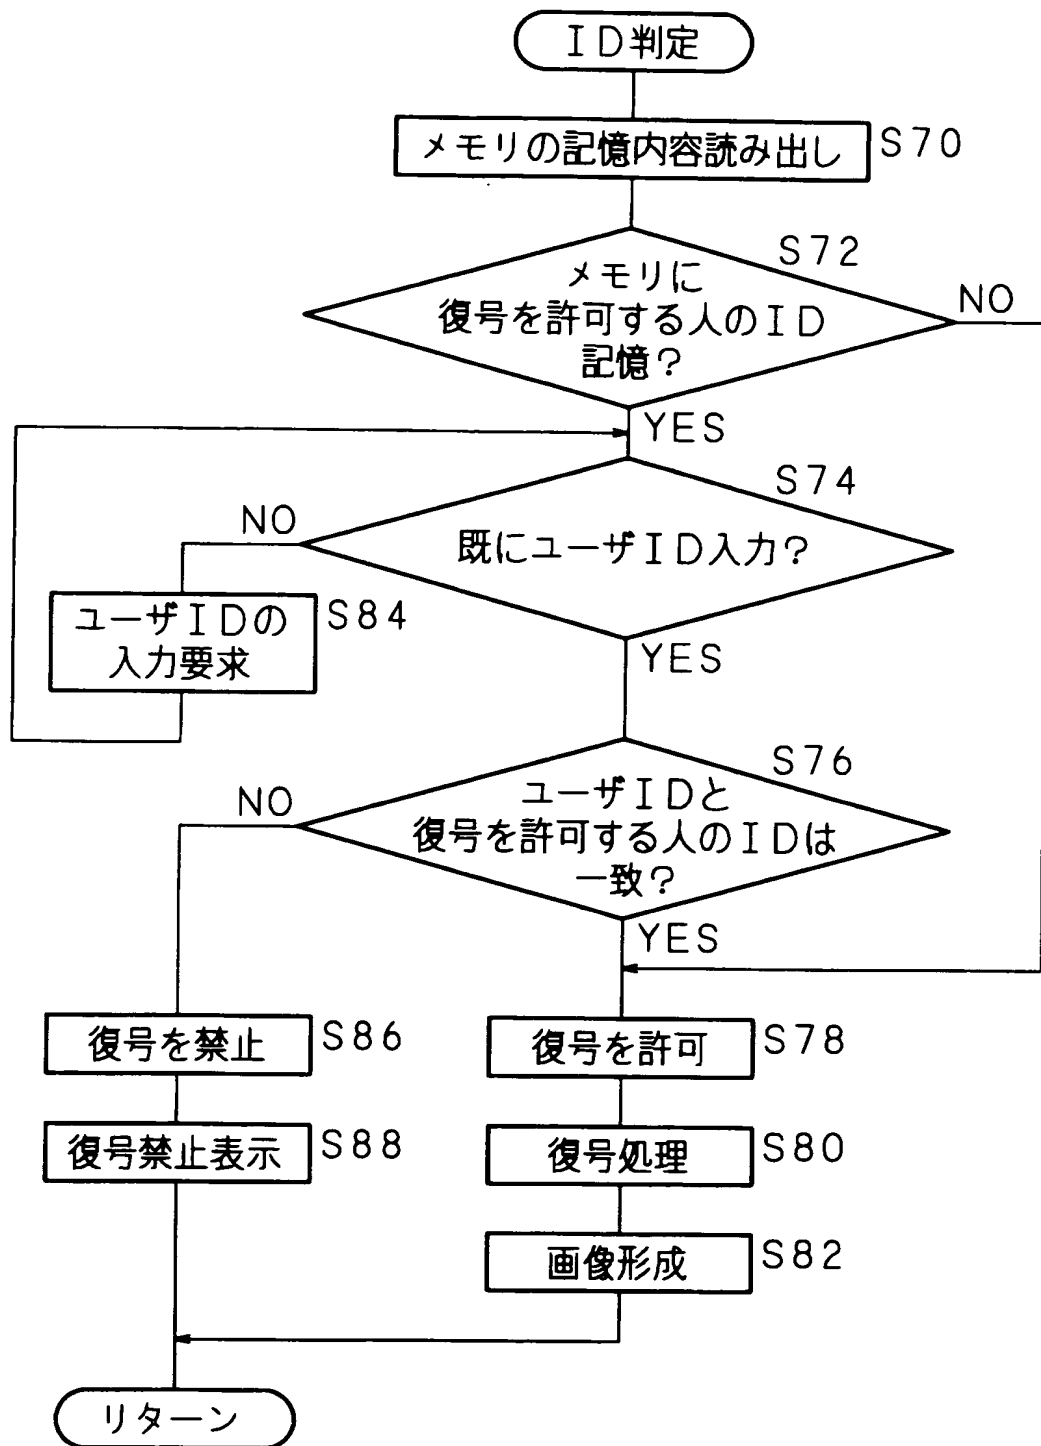 ID判定
メモリの記憶内容読み出し
S70
S72
メモリに
復号を許可する人のID
記憶?
NO
YES
S74
既にユーザID入力?
NO
ユーザIDの
入力要求
S84
YES
S76
ユーザIDと
復号を許可する人のIDは
一致?
NO
YES
復号を禁止
S86
復号を許可
S78
復号禁止表示
S88
復号処理
S80
画像形成
S82
リターン